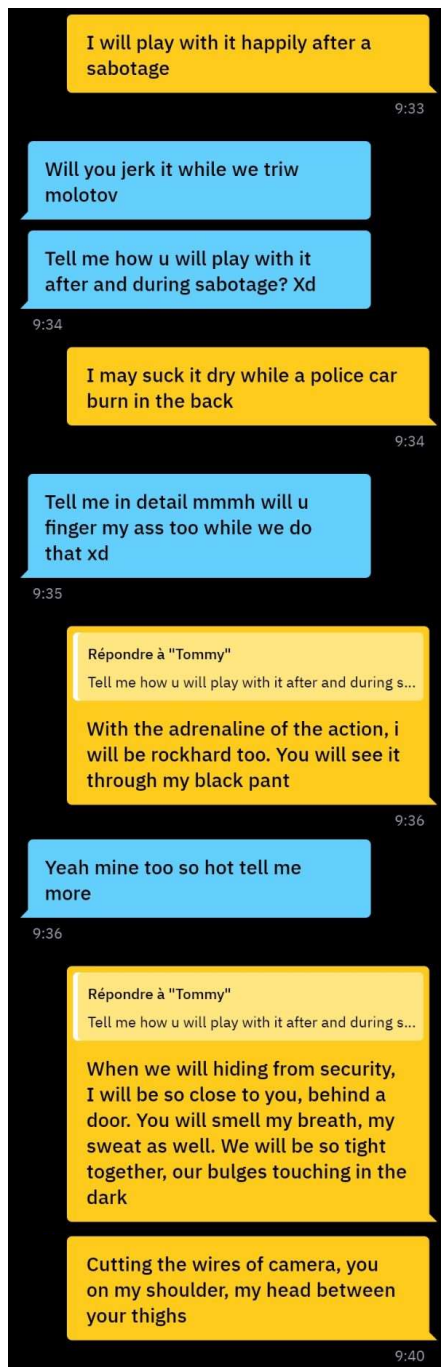 I will play with it happily after a
sabotage
9:33
Will you jerk it while we triw
molotov
Tell me how u will play with it
after and during sabotage? Xd
9:34
I may suck it dry while a police car
burn in the back
9:34
Tell me in detail mmmh will u
finger my ass too while we do
that xd
9:35
Répondre à "Tommy"
Tell me how u will play with it after and during s...
With the adrenaline of the action, i
will be rockhard too. You will see it
through my black pant
9:36
Yeah mine too so hot tell me
more
9:36
Répondre à "Tommy"
Tell me how u will play with it after and during s...
When we will hiding from security,
I will be so close to you, behind a
door. You will smell my breath, my
sweat as well. We will be so tight
together, our bulges touching in the
dark
Cutting the wires of camera, you
on my shoulder, my head between
your thighs
9:40